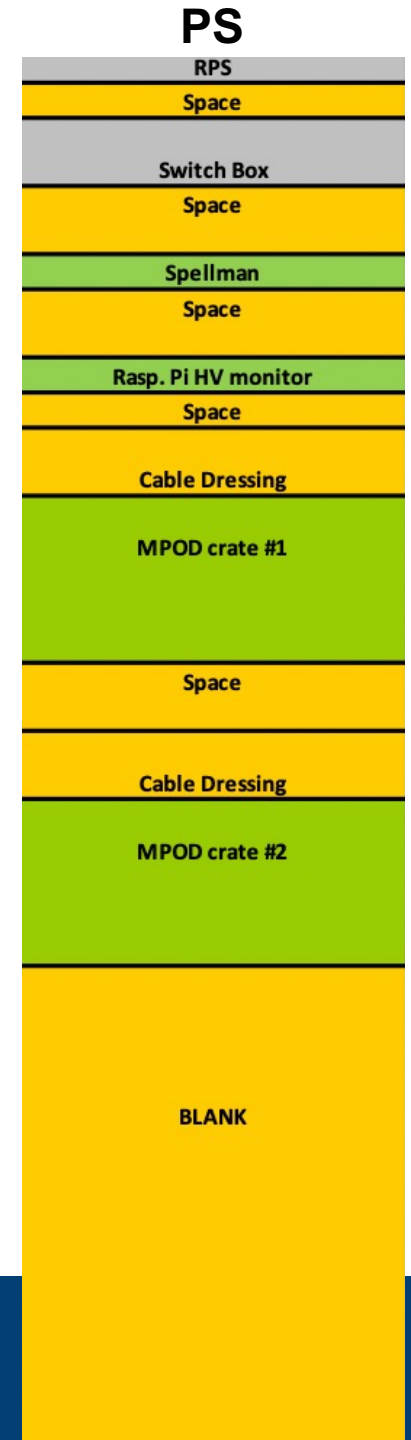 PS
RPS
Space
Switch Box
Space
Spellman
Space
Rasp. Pi HV monitor
Space
Cable Dressing
MPOD crate #1
Space
Cable Dressing
MPOD crate #2
BLANK